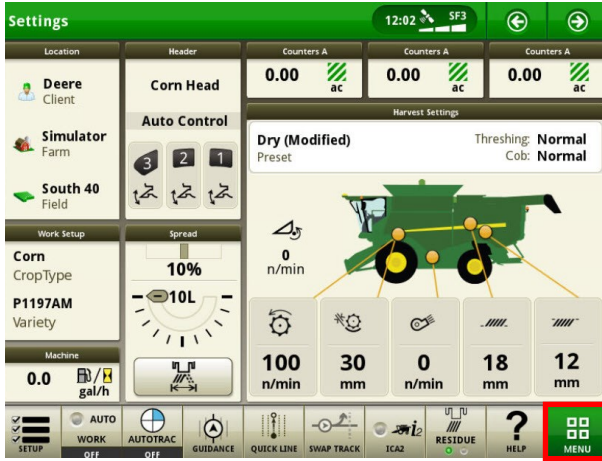 Settings
12:02 SF3
Location
Deere
Client
Simulator
Farm
South 40
Field
Header
Corn Head
Auto Control
3 2 1
Counters A
0.00 ac
Counters A
0.00 ac
Counters A
0.00 ac
Harvest Settings
Dry (Modified)
Preset
Threshing: Normal
Cob: Normal
0
n/min
100
n/min
30
mm
0
n/min
18
mm
12
mm
Work Setup
Corn
CropType
P1197AM
Variety
Machine
0.0 gal/h
Spread
10%
10L
SETUP
AUTO
WORK
OFF
AUTOTRAC
OFF
GUIDANCE
QUICK LINE
SWAP TRACK
i2
ICA2
RESIDUE
?
HELP
MENU